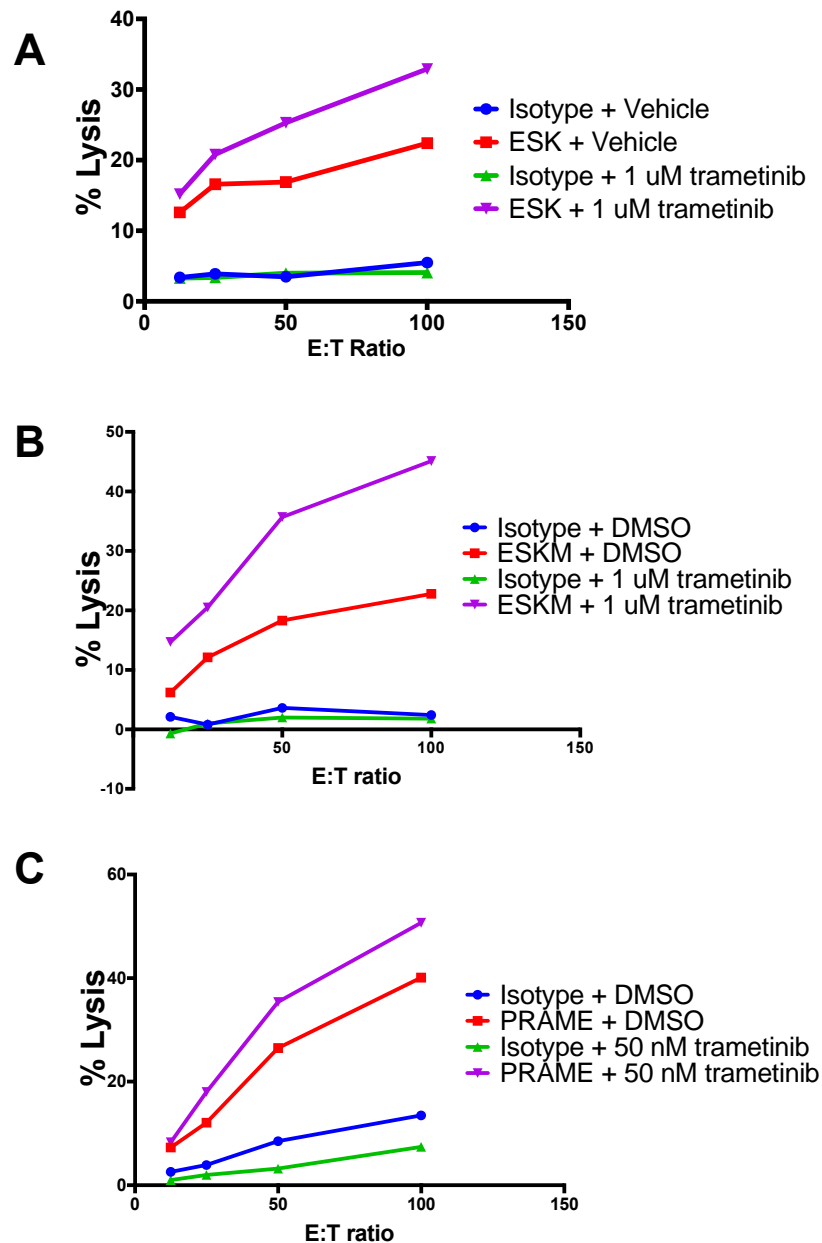 A
40
30
20
10
0
% Lysis
0 50 100 150
E:T Ratio
Isotype + Vehicle
ESK + Vehicle
Isotype + 1 uM trametinib
ESK + 1 uM trametinib
B
50
40
30
20
10
0
-10
% Lysis
50 100 150
E:T ratio
Isotype + DMSO
ESKM + DMSO
Isotype + 1 uM trametinib
ESKM + 1 uM trametinib
C
60
40
20
0
% Lysis
0 50 100 150
E:T ratio
Isotype + DMSO
PRAME + DMSO
Isotype + 50 nM trametinib
PRAME + 50 nM trametinib